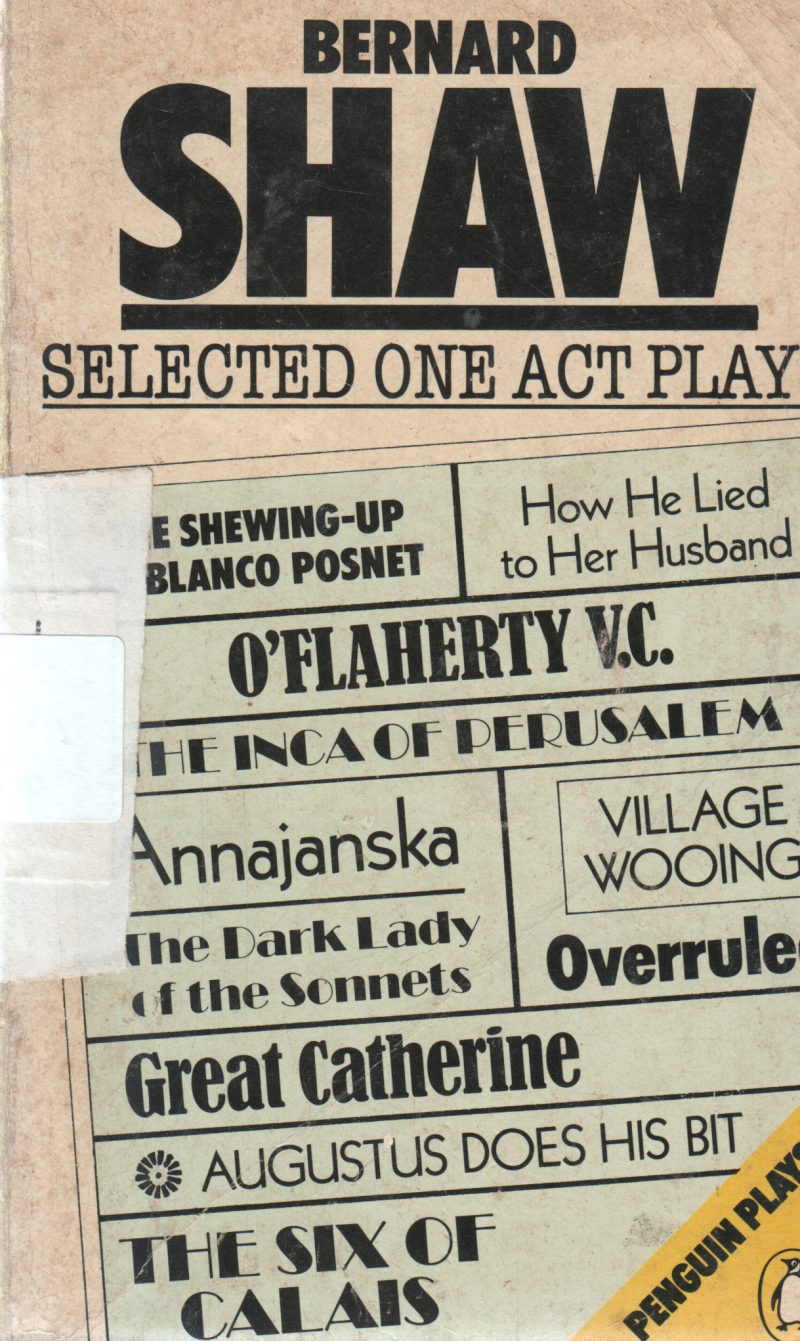 BERNARD
SHAW
SELECTED ONE ACT PLAY
E SHEWING-UP
BLANCO POSNET
How He Lied
to Her Husband
O'FLAHERTY V.C.
THE INCA OF PERUSALEM
Annajanska
VILLAGE
WOOING
The Dark Lady
of the Sonnets
Overrule
Great Catherine
AUGUSTUS DOES HIS BIT
THE SIX OF
CALAIS
PENGUIN PLAYS